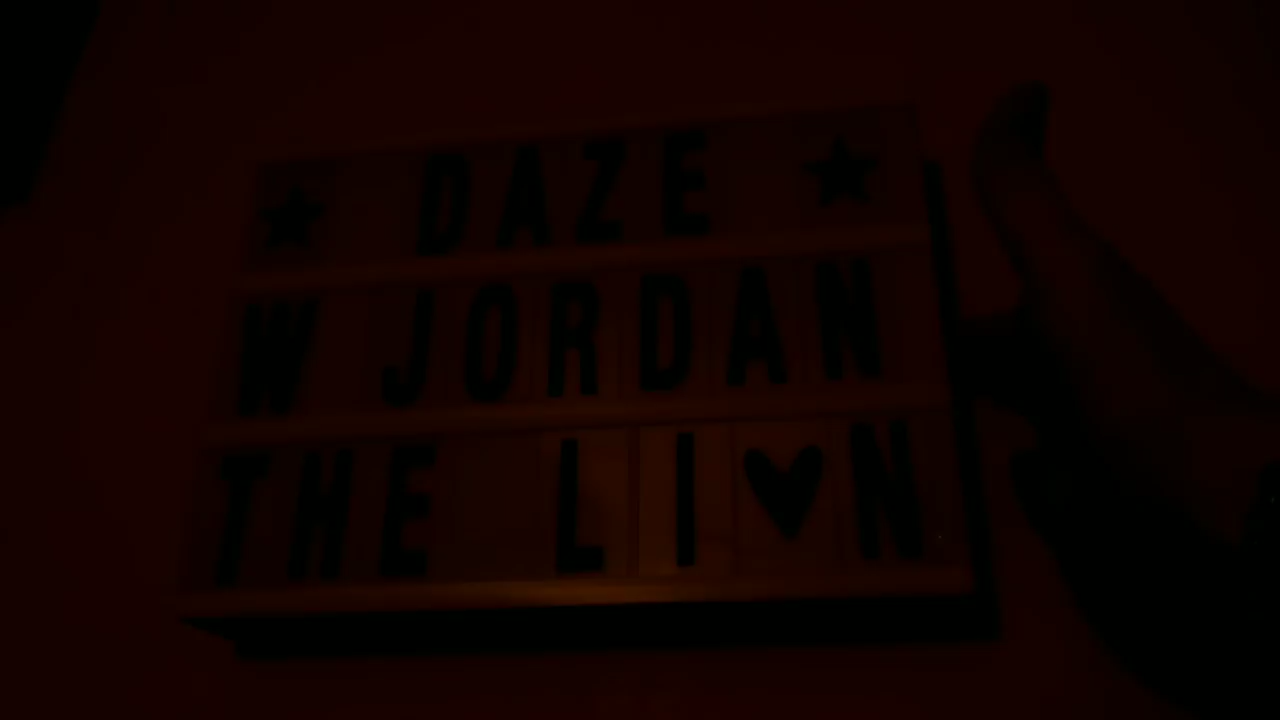 ★ DAZE ★
W JORDAN
THE LI♥N